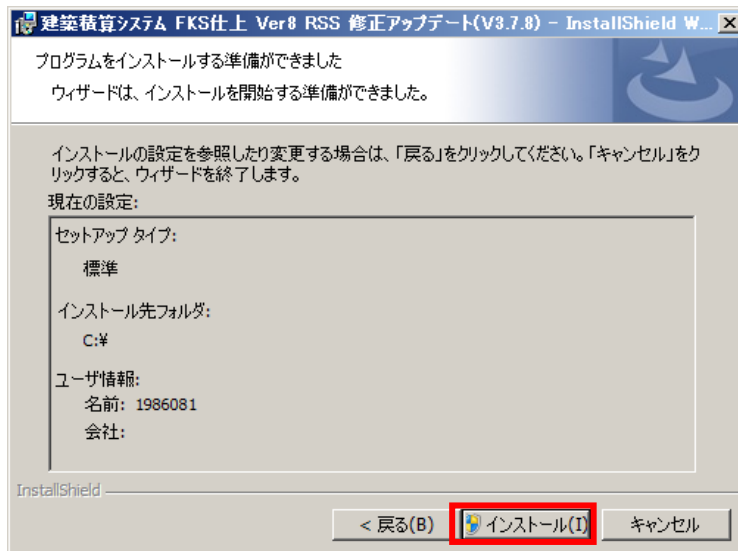 建築積算システム FKS仕上 Ver8 RSS 修正アップデート(V3.7.8) - InstallShield W...
プログラムをインストールする準備ができました
ウィザードは、インストールを開始する準備ができました。
インストールの設定を参照したり変更する場合は、「戻る」をクリックしてください。「キャンセル」をク
リックすると、ウィザードを終了します。
現在の設定:
セットアップ タイプ:
標準
インストール先フォルダ:
C:¥
ユーザ情報:
名前: 1986081
会社:
InstallShield
< 戻る(B)
インストール(I)
キャンセル